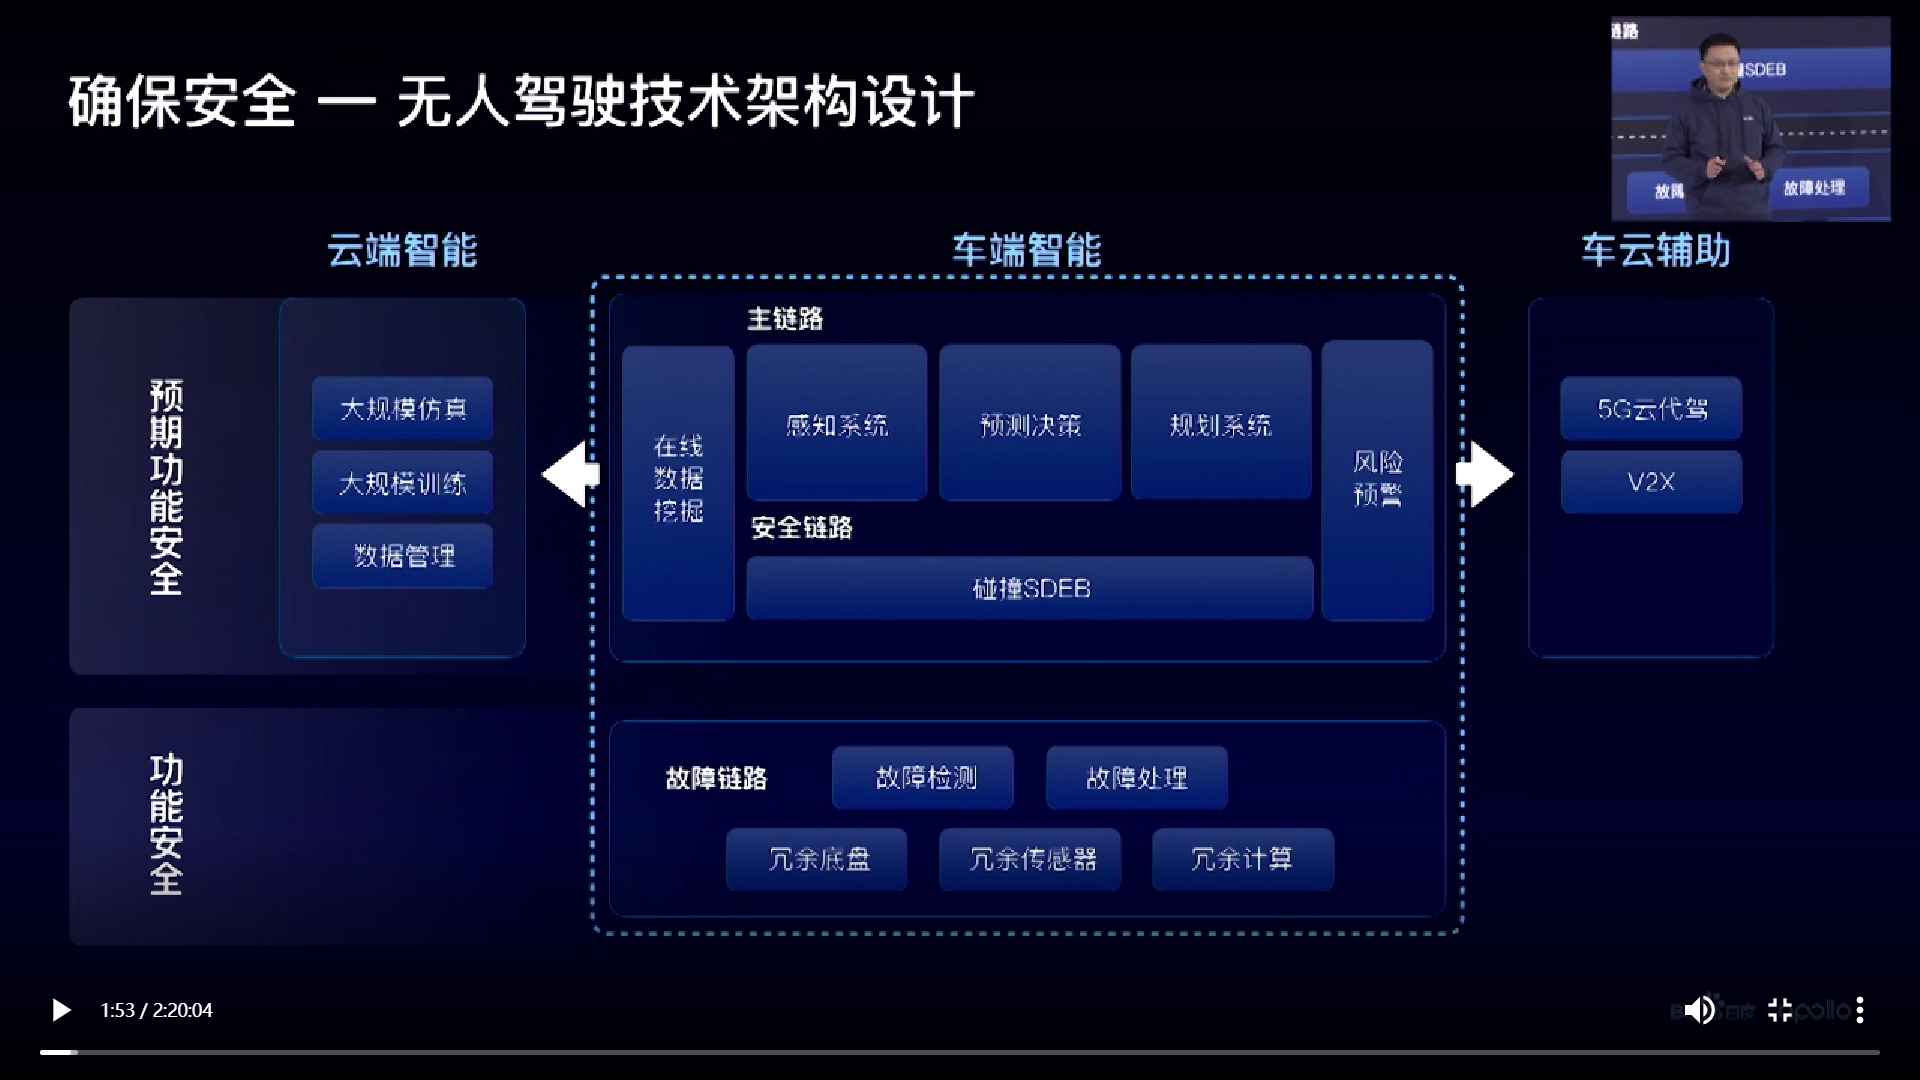 确保安全 — 无人驾驶技术架构设计
链路
SDEB
故障处理
云端智能
车端智能
车云辅助
预期功能安全
大规模仿真
大规模训练
数据管理
在线
数据
挖掘
主链路
感知系统
预测决策
规划系统
安全链路
碰撞SDEB
风险
预警
5G云代驾
V2X
功能安全
故障链路
故障检测
故障处理
冗余底盘
冗余传感器
冗余计算
1:53 / 2:20:04